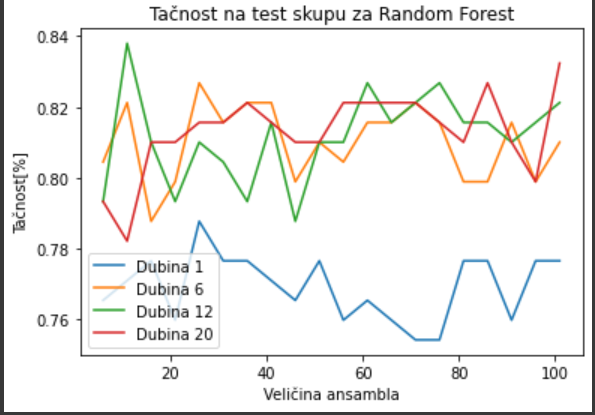 Tačnost na test skupu za Random Forest
Tačnost[%]
0.84
0.82
0.80
0.78
0.76
Dubina 1
Dubina 6
Dubina 12
Dubina 20
20
40
60
80
100
Veličina ansambla